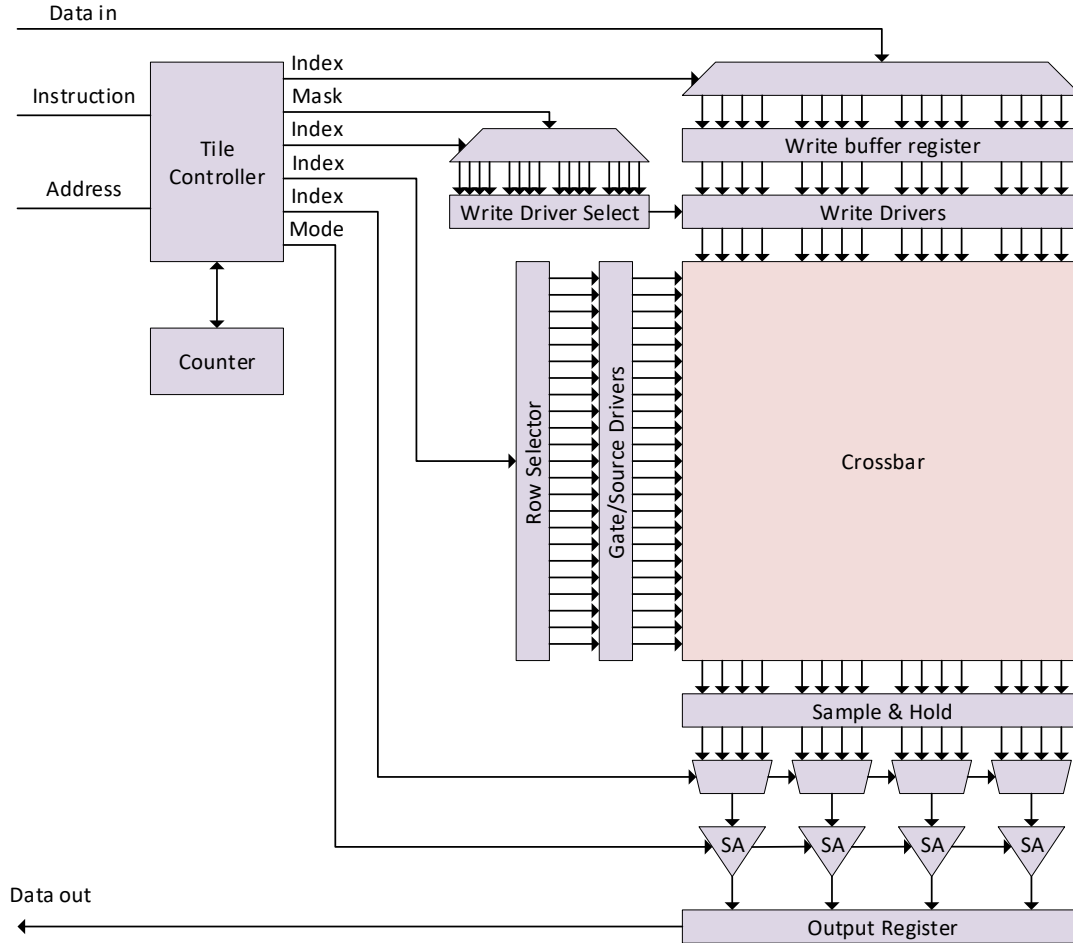 Data in
Index
Instruction
Mask
Index
Write buffer register
Tile
Controller
Index
Address
Index
Write Driver Select
Write Drivers
Mode
Counter
Row Selector
Gate/Source Drivers
Crossbar
Sample & Hold
SA
SA
SA
SA
Data out
Output Register